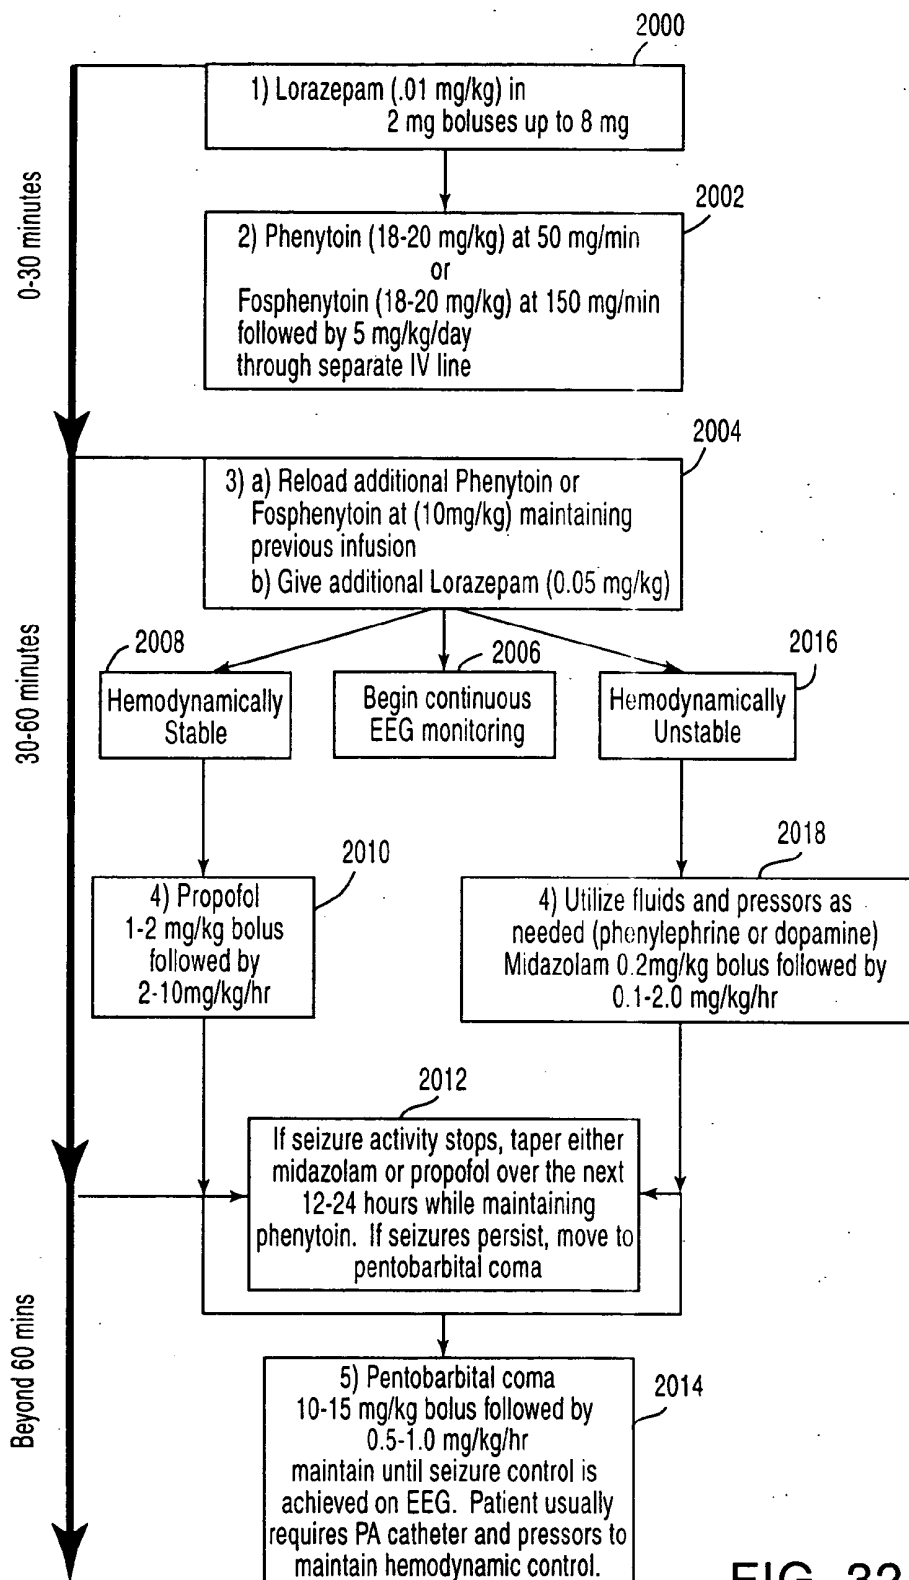 2000
1) Lorazepam (.01 mg/kg) in
2 mg boluses up to 8 mg
0-30 minutes
2002
2) Phenytoin (18-20 mg/kg) at 50 mg/min
or
Fosphenytoin (18-20 mg/kg) at 150 mg/min
followed by 5 mg/kg/day
through separate IV line
2004
3) a) Reload additional Phenytoin or
Fosphenytoin at (10mg/kg) maintaining
previous infusion
b) Give additional Lorazepam (0.05 mg/kg)
30-60 minutes
2008
Hemodynamically
Stable
2006
Begin continuous
EEG monitoring
2016
Hemodynamically
Unstable
2010
4) Propofol
1-2 mg/kg bolus
followed by
2-10mg/kg/hr
2018
4) Utilize fluids and pressors as
needed (phenylephrine or dopamine)
Midazolam 0.2mg/kg bolus followed by
0.1-2.0 mg/kg/hr
2012
If seizure activity stops, taper either
midazolam or propofol over the next
12-24 hours while maintaining
phenytoin. If seizures persist, move to
pentobarbital coma
Beyond 60 mins
2014
5) Pentobarbital coma
10-15 mg/kg bolus followed by
0.5-1.0 mg/kg/hr
maintain until seizure control is
achieved on EEG. Patient usually
requires PA catheter and pressors to
maintain hemodynamic control.
FIG. 32